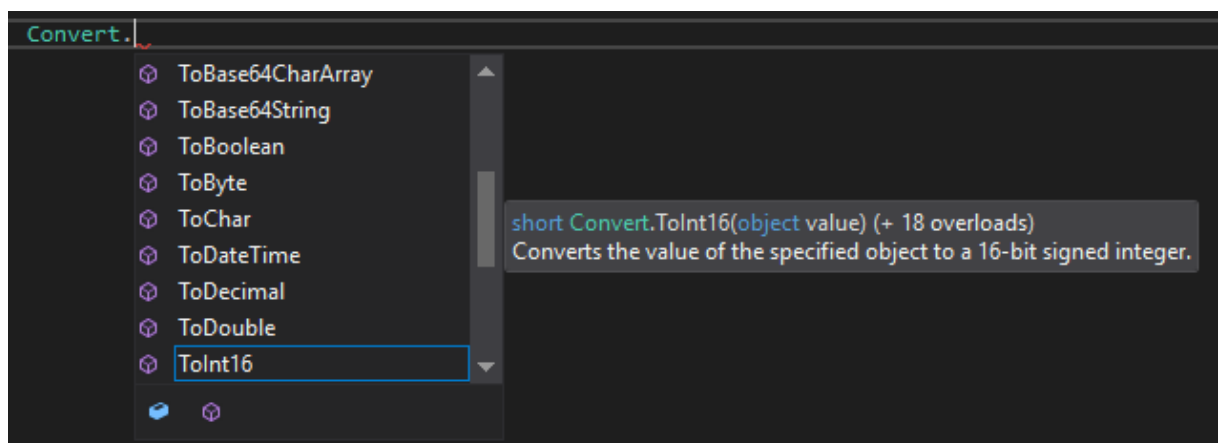 Convert.
ToBase64CharArray
ToBase64String
ToBoolean
ToByte
ToChar
ToDateTime
ToDecimal
ToDouble
ToInt16
short Convert.ToInt16(object value) (+ 18 overloads)
Converts the value of the specified object to a 16-bit signed integer.